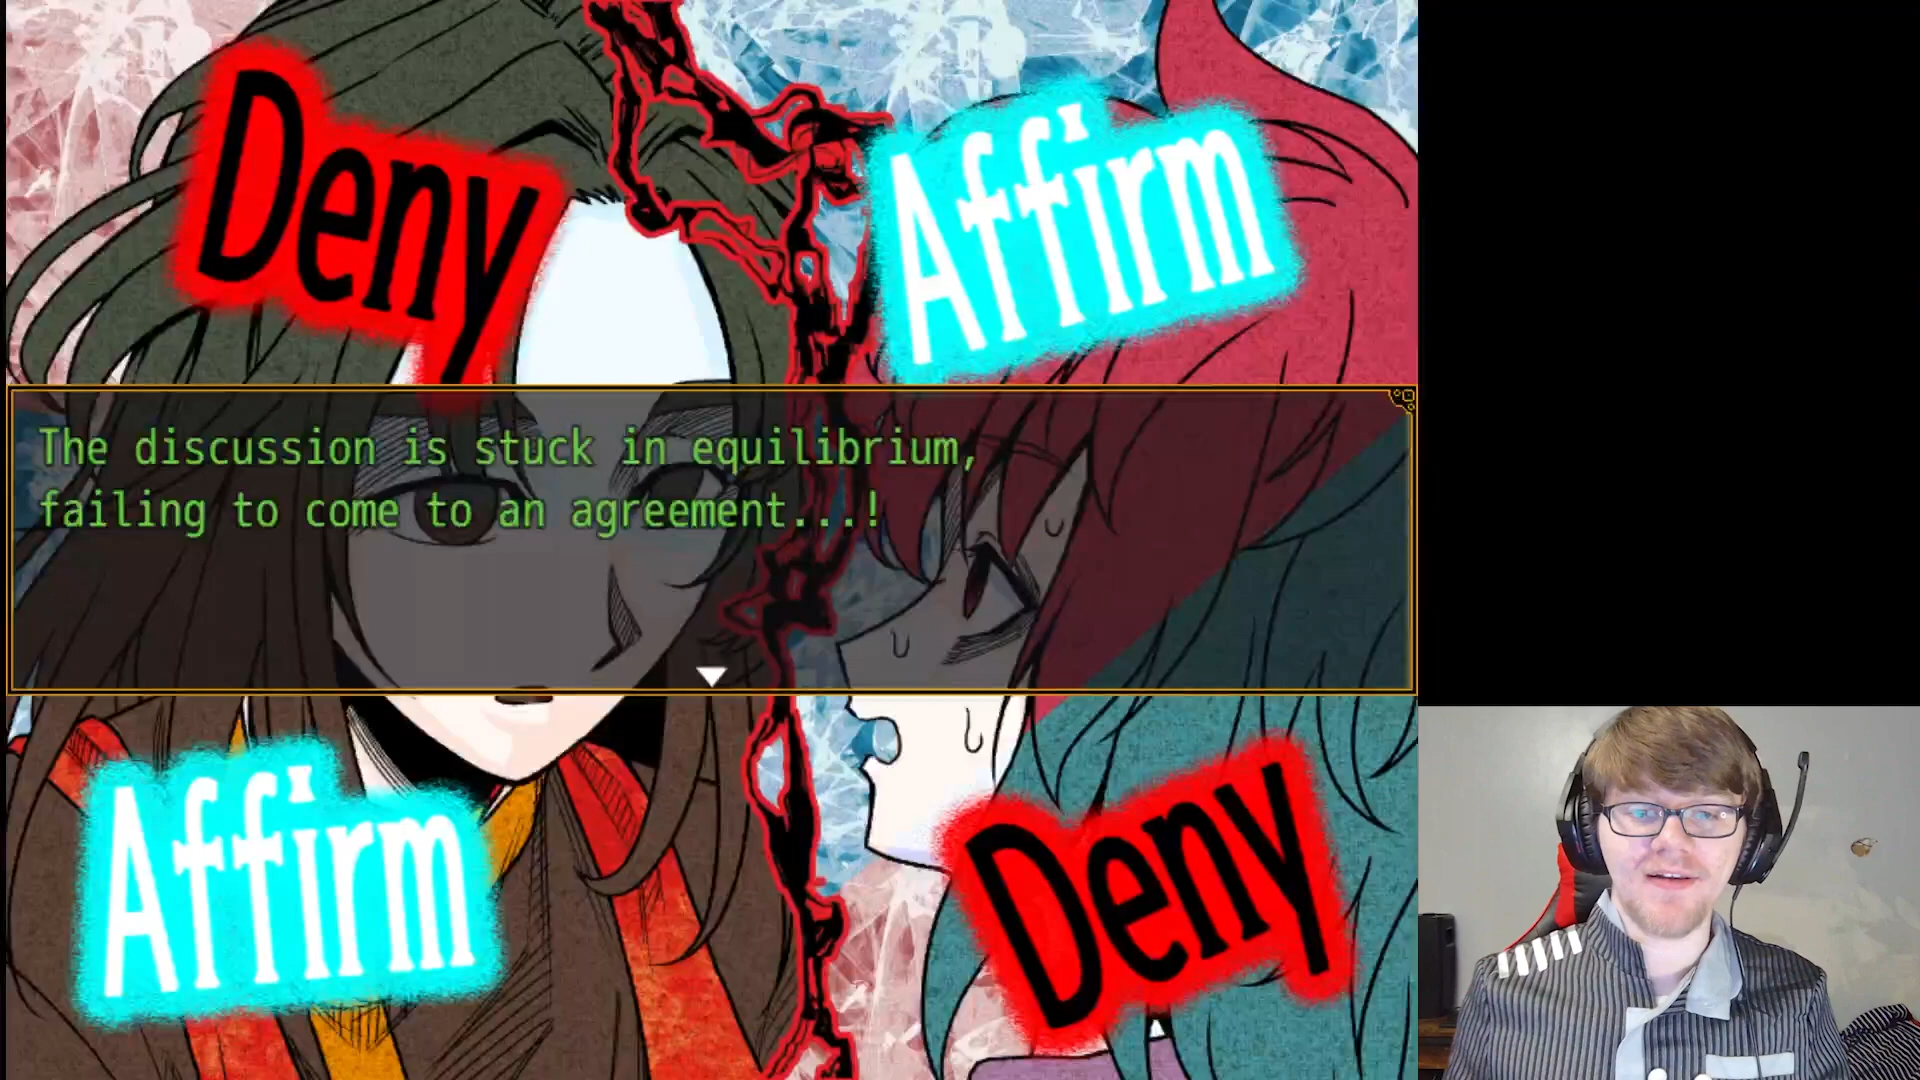 Deny
Affirm
The discussion is stuck in equilibrium,
failing to come to an agreement...!
Affirm
Deny